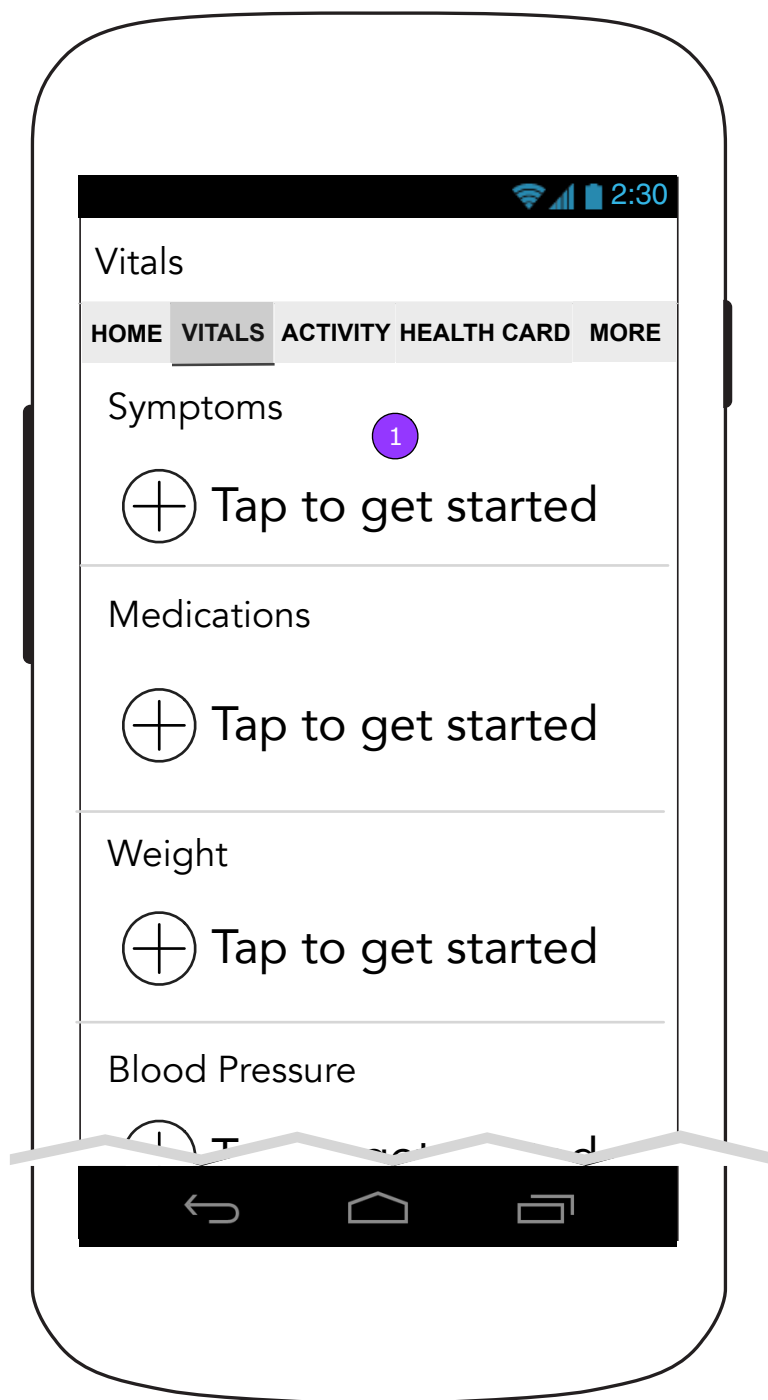 2:30
Vitals
HOME VITALS ACTIVITY HEALTH CARD MORE
Symptoms
1
Tap to get started
Medications
Tap to get started
Weight
Tap to get started
Blood Pressure